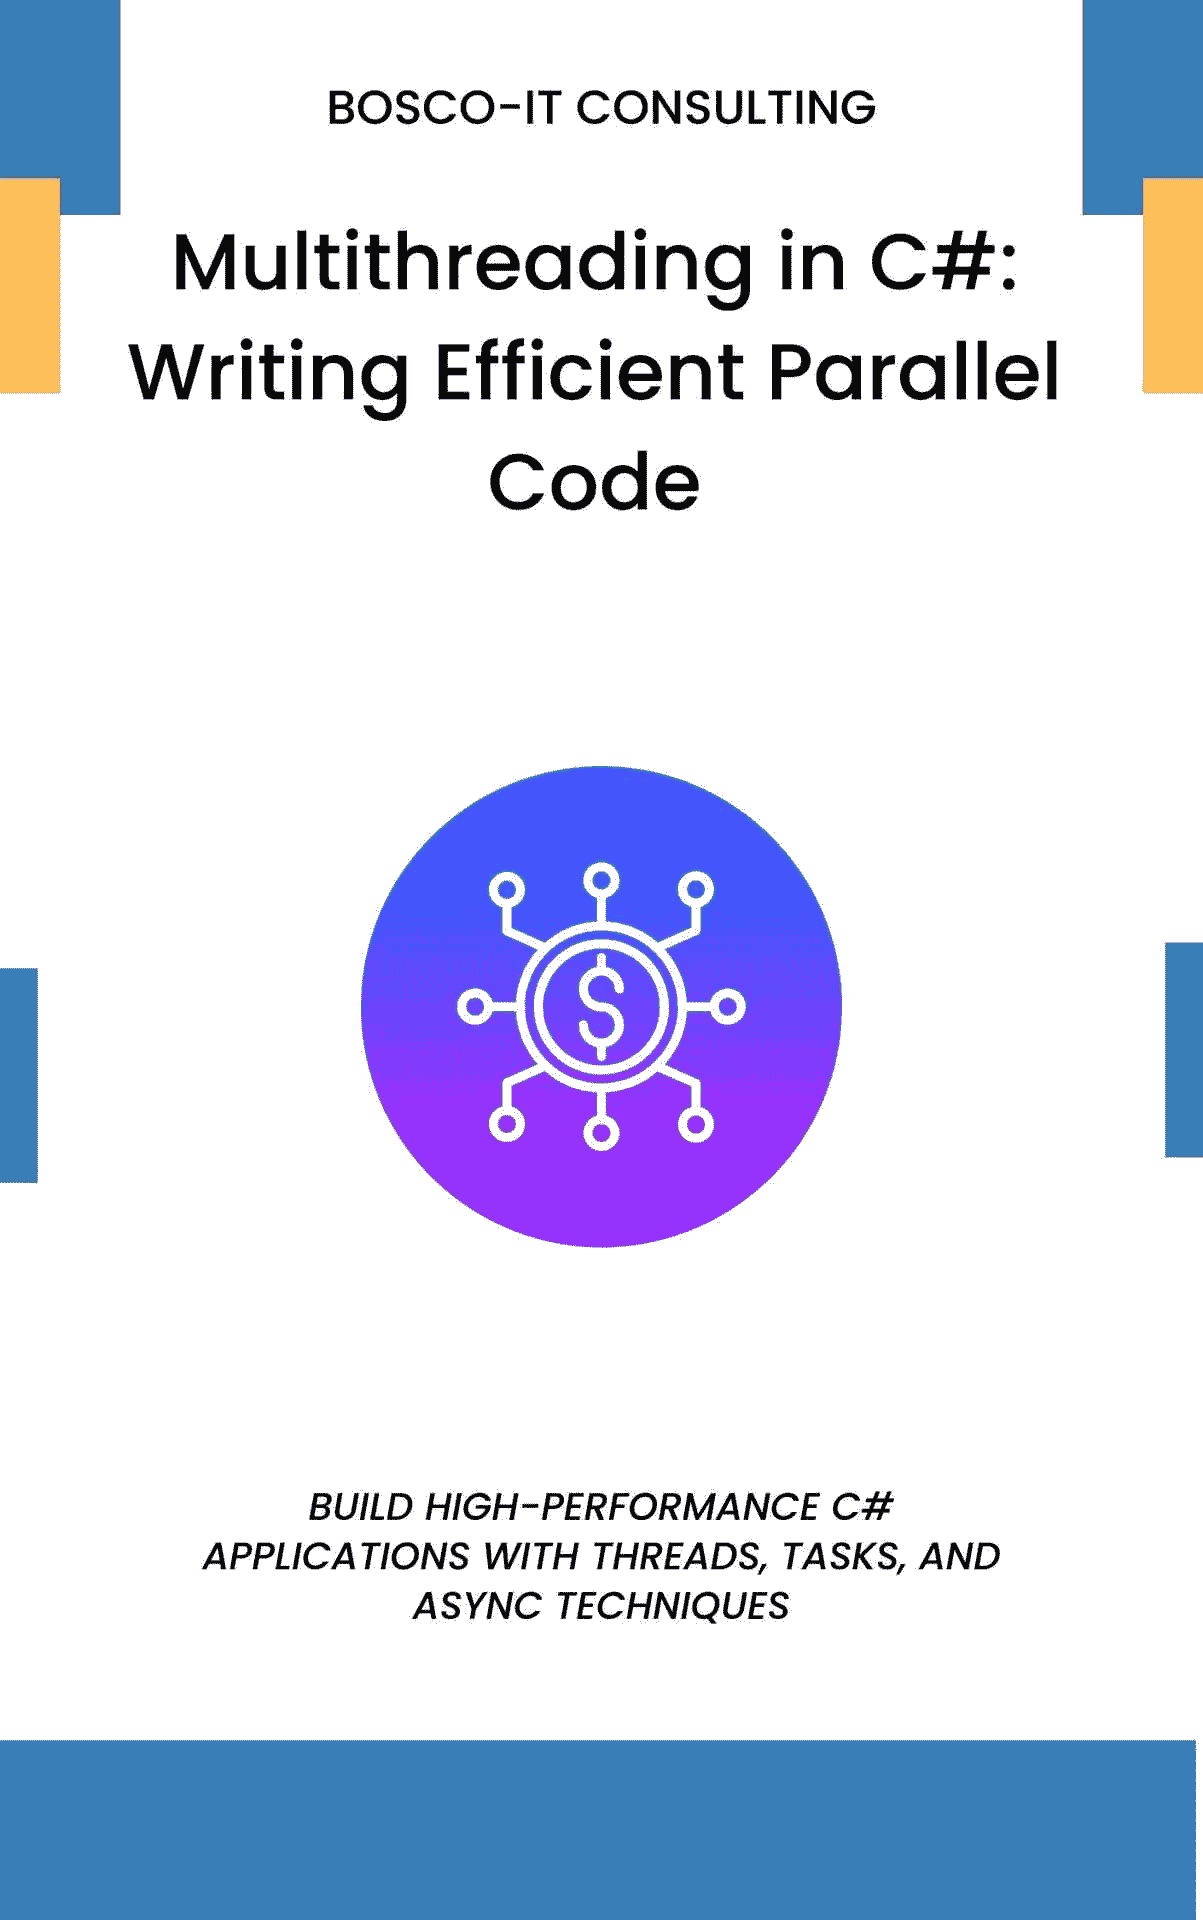 BOSCO-IT CONSULTING
Multithreading in C#:
Writing Efficient Parallel
Code
$
BUILD HIGH-PERFORMANCE C#
APPLICATIONS WITH THREADS, TASKS, AND
ASYNC TECHNIQUES